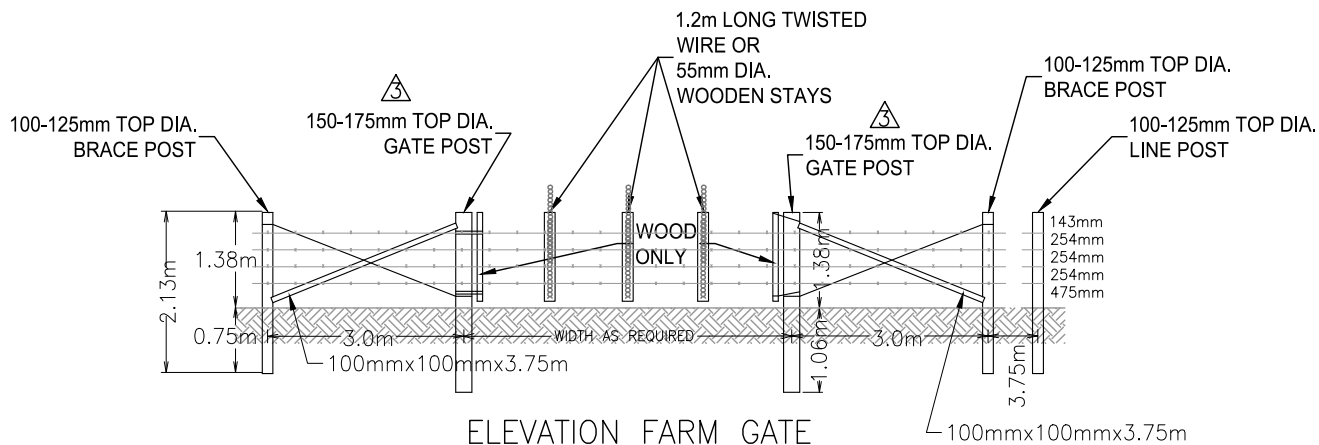 1.2m LONG TWISTED
WIRE OR
55mm DIA.
WOODEN STAYS
100-125mm TOP DIA.
BRACE POST
3
150-175mm TOP DIA.
GATE POST
3
150-175mm TOP DIA.
GATE POST
100-125mm TOP DIA.
BRACE POST
100-125mm TOP DIA.
LINE POST
2.13m
1.38m
0.75m
WOOD
ONLY
1.38m
1.06m
143mm
254mm
254mm
254mm
475mm
3.0m
WIDTH AS REQUIRED
3.0m
3.75m
100mmx100mmx3.75m
100mmx100mmx3.75m
ELEVATION FARM GATE